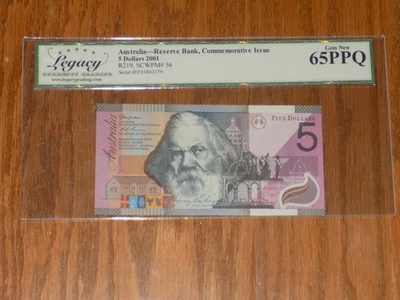 Legacy
CURRENCY GRADING
www.legacygrading.com
Australia—Reserve Bank, Commemorative Issue
5 Dollars 2001
R219, SCWPM# 56
Gem New
65PPQ
Australia
FIVE DOLLARS
5